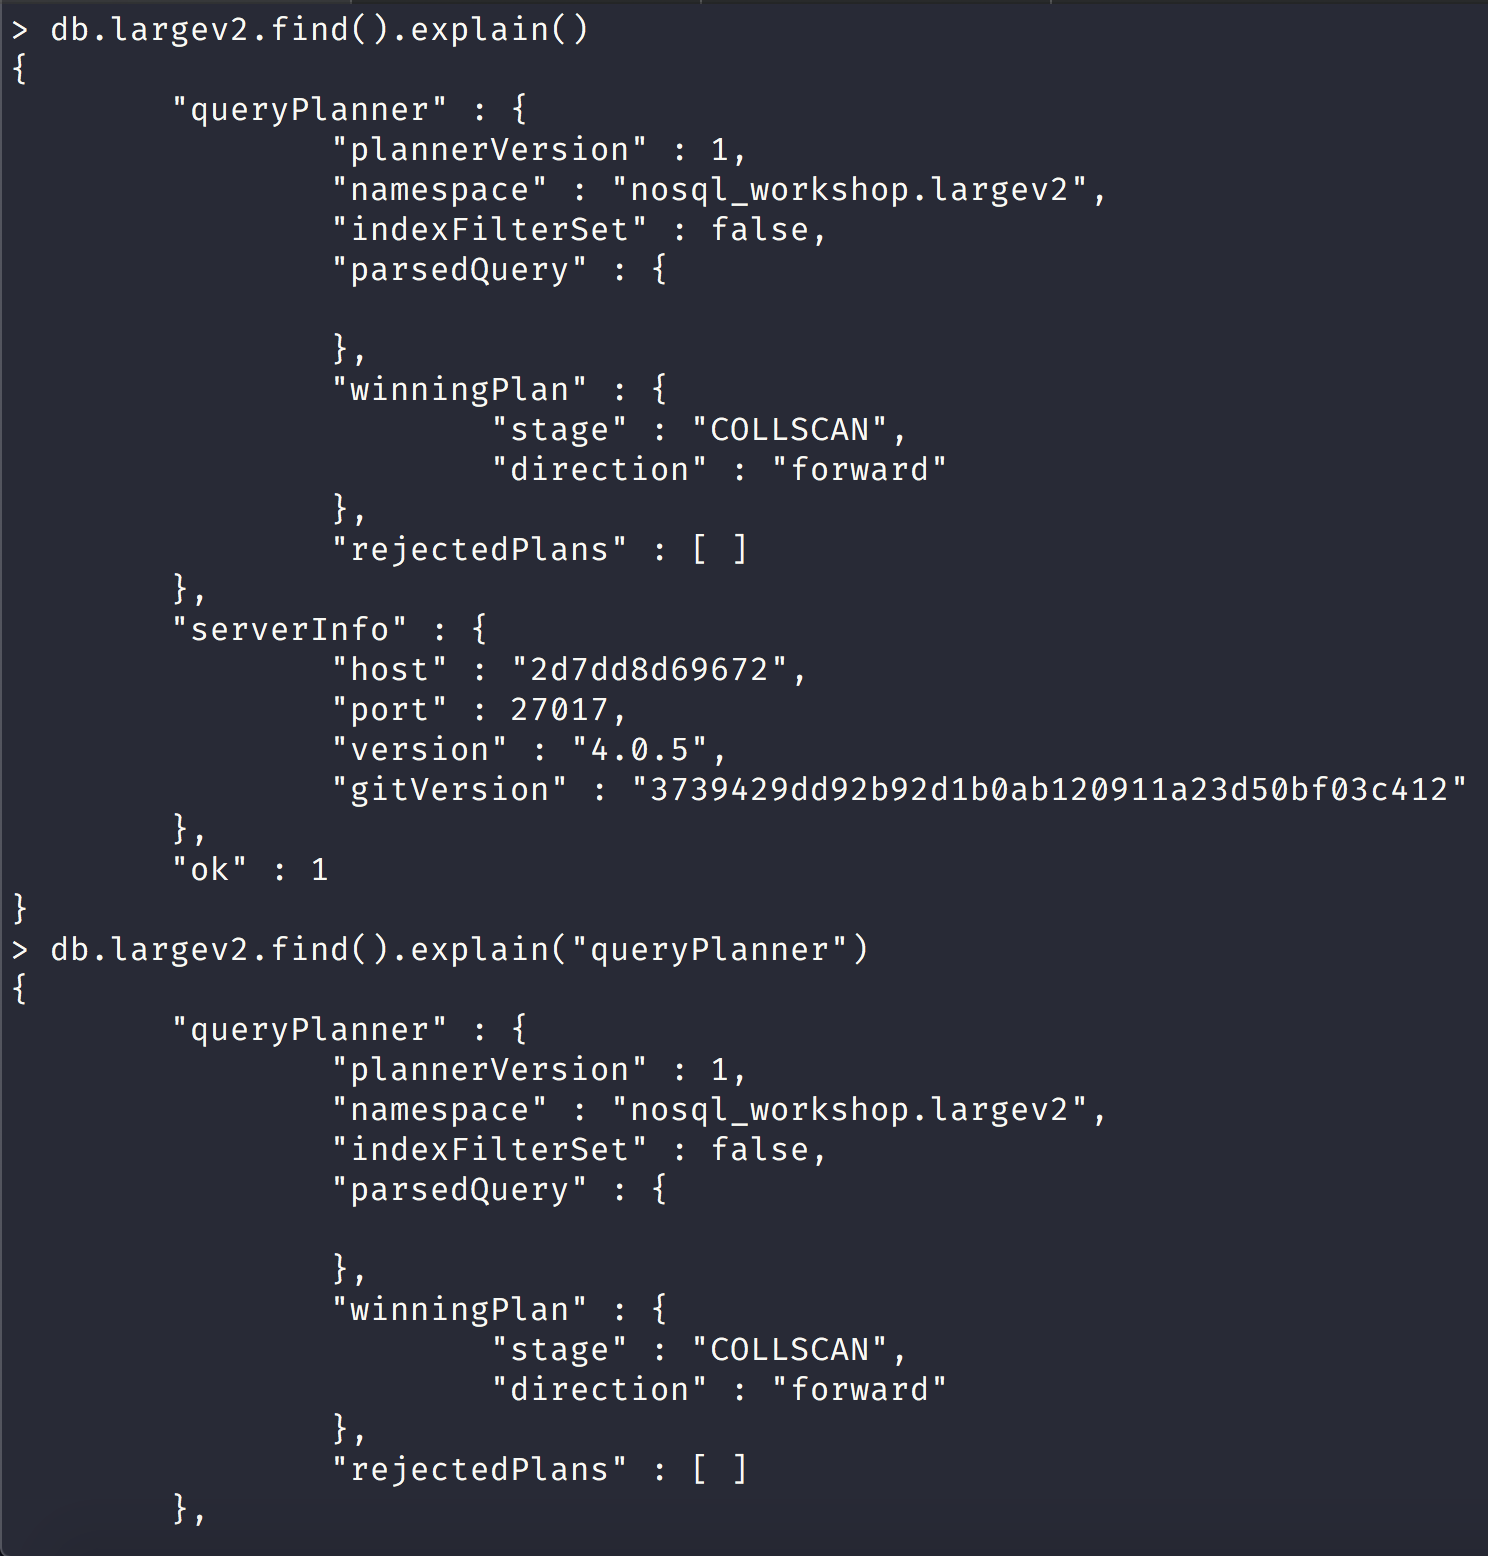 > db.largev2.find().explain()
{
        "queryPlanner" : {
                "plannerVersion" : 1,
                "namespace" : "nosql_workshop.largev2",
                "indexFilterSet" : false,
                "parsedQuery" : {

                },
                "winningPlan" : {
                        "stage" : "COLLSCAN",
                        "direction" : "forward"
                },
                "rejectedPlans" : [ ]
        },
        "serverInfo" : {
                "host" : "2d7dd8d69672",
                "port" : 27017,
                "version" : "4.0.5",
                "gitVersion" : "3739429dd92b92d1b0ab120911a23d50bf03c412"
        },
        "ok" : 1
}
> db.largev2.find().explain("queryPlanner")
{
        "queryPlanner" : {
                "plannerVersion" : 1,
                "namespace" : "nosql_workshop.largev2",
                "indexFilterSet" : false,
                "parsedQuery" : {

                },
                "winningPlan" : {
                        "stage" : "COLLSCAN",
                        "direction" : "forward"
                },
                "rejectedPlans" : [ ]
        },